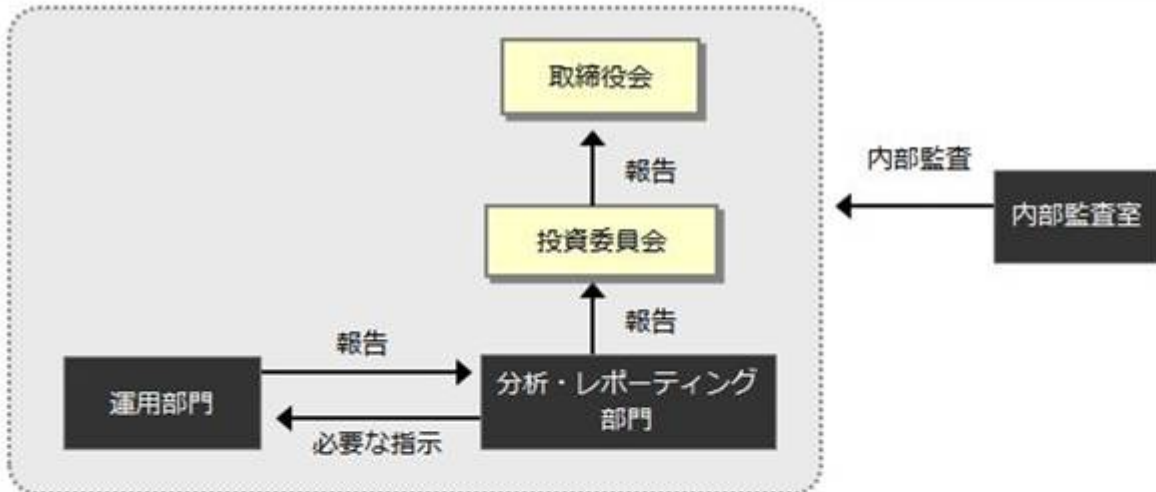 取締役会
報告
内部監査
内部監査室
投資委員会
報告
報告
運用部門
分析・レポーティング
部門
必要な指示